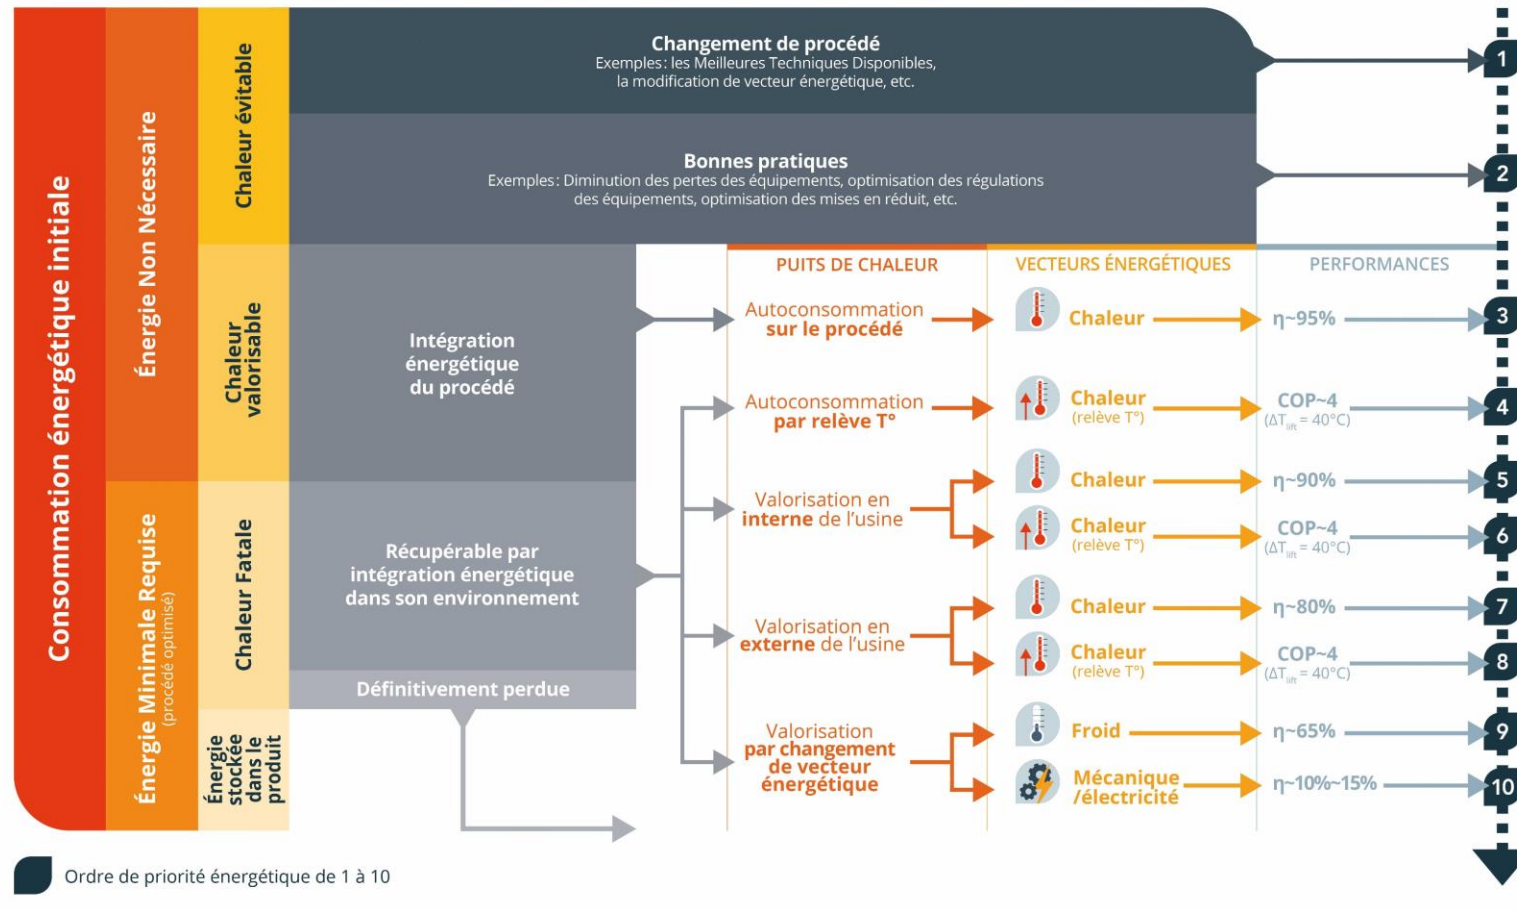 Consommation énergétique initiale
Énergie Non Nécessaire
Énergie Minimale Requise
(procédé optimisé)
Chaleur évitable
Chaleur
valorisable
Chaleur Fatale
Énergie
stockée
dans le
produit
Changement de procédé
Exemples : les Meilleures Techniques Disponibles,
la modification de vecteur énergétique, etc.
1
Bonnes pratiques
Exemples : Diminution des pertes des équipements, optimisation des régulations
des équipements, optimisation des mises en réduit, etc.
2
Intégration
énergétique
du procédé
Récupérable par
intégration énergétique
dans son environnement
Définitivement perdue
PUITS DE CHALEUR
VECTEURS ÉNERGÉTIQUES
PERFORMANCES
Autoconsommation
sur le procédé
Chaleur
η~95%
3
Autoconsommation
par relève T°
Chaleur
(relève T°)
COP~4
(ΔTlift = 40°C)
4
Valorisation en
interne de l'usine
Chaleur
η~90%
5
Chaleur
(relève T°)
COP~4
(ΔTlift = 40°C)
6
Valorisation en
externe de l'usine
Chaleur
η~80%
7
Chaleur
(relève T°)
COP~4
(ΔTlift = 40°C)
8
Valorisation
par changement
de vecteur
énergétique
Froid
η~65%
9
Mécanique
/électricité
η~10%~15%
10
Ordre de priorité énergétique de 1 à 10